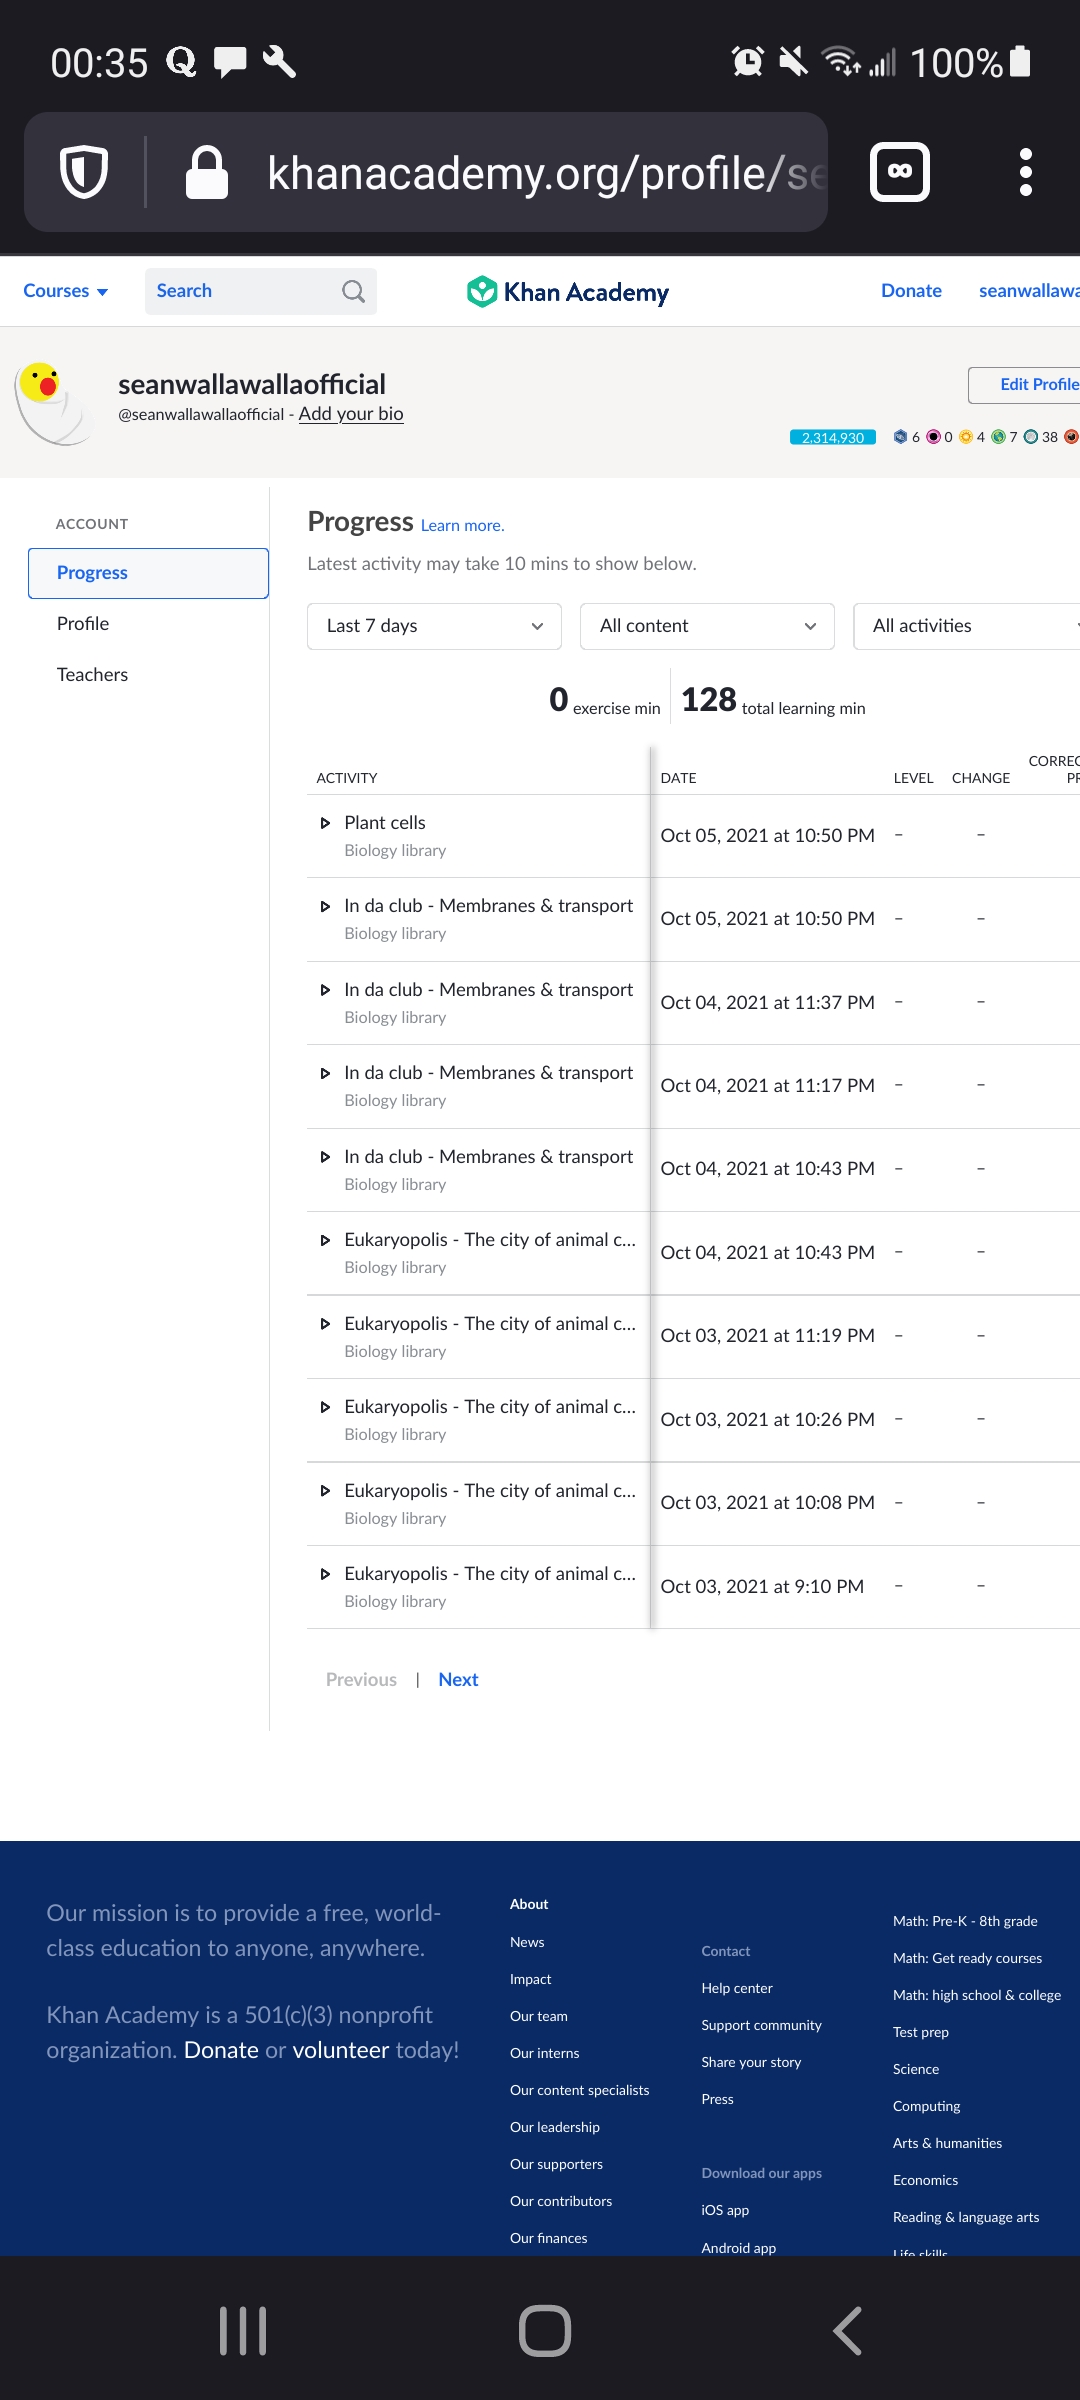 00:35
100%
khanacademy.org/profile/se
Courses
Search
Khan Academy
Donate
seanwallawa
seanwallawallaofficial
@seanwallawallaofficial - Add your bio
Edit Profile
2,314,930
6 0 4 7 38
ACCOUNT
Progress
Profile
Teachers
Progress Learn more.
Latest activity may take 10 mins to show below.
Last 7 days
All content
All activities
0 exercise min
128 total learning min
ACTIVITY DATE LEVEL CHANGE CORREC
PR
Plant cells
Biology library
Oct 05, 2021 at 10:50 PM – –
In da club - Membranes & transport
Biology library
Oct 05, 2021 at 10:50 PM – –
In da club - Membranes & transport
Biology library
Oct 04, 2021 at 11:37 PM – –
In da club - Membranes & transport
Biology library
Oct 04, 2021 at 11:17 PM – –
In da club - Membranes & transport
Biology library
Oct 04, 2021 at 10:43 PM – –
Eukaryopolis - The city of animal c...
Biology library
Oct 04, 2021 at 10:43 PM – –
Eukaryopolis - The city of animal c...
Biology library
Oct 03, 2021 at 11:19 PM – –
Eukaryopolis - The city of animal c...
Biology library
Oct 03, 2021 at 10:26 PM – –
Eukaryopolis - The city of animal c...
Biology library
Oct 03, 2021 at 10:08 PM – –
Eukaryopolis - The city of animal c...
Biology library
Oct 03, 2021 at 9:10 PM – –
Previous | Next
Our mission is to provide a free, world-
class education to anyone, anywhere.
Khan Academy is a 501(c)(3) nonprofit
organization. Donate or volunteer today!
About
News
Impact
Our team
Our interns
Our content specialists
Our leadership
Our supporters
Our contributors
Our finances
Contact
Help center
Support community
Share your story
Press
Download our apps
iOS app
Android app
Math: Pre-K - 8th grade
Math: Get ready courses
Math: high school & college
Test prep
Science
Computing
Arts & humanities
Economics
Reading & language arts
Life skills